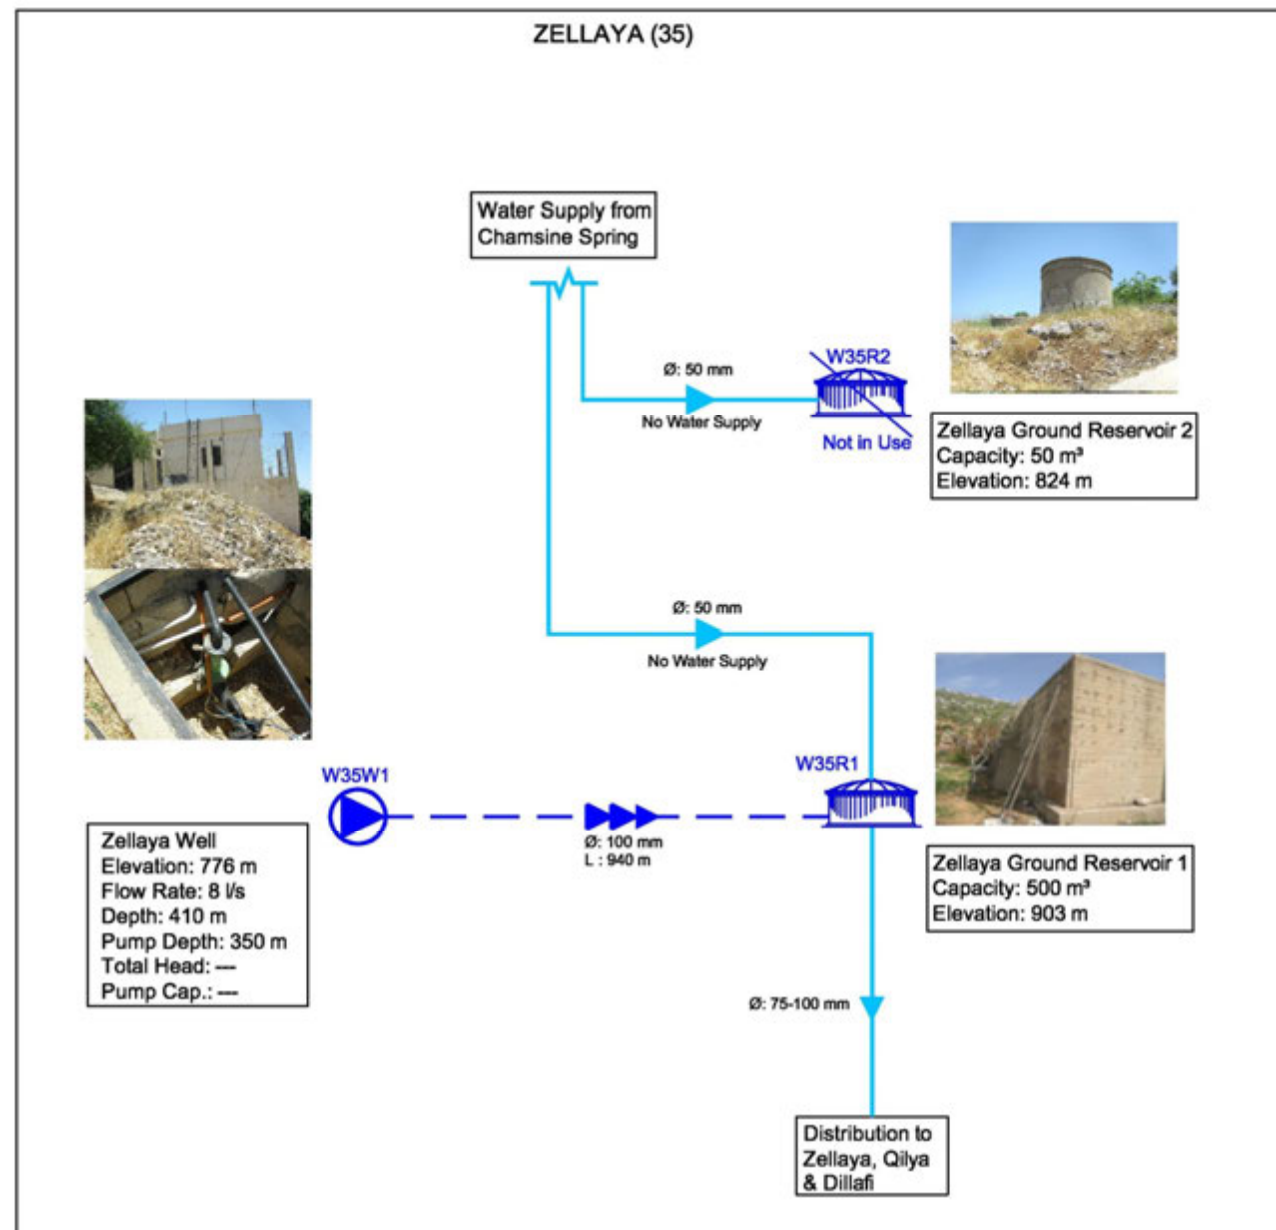 ZELLAYA (35)
Water Supply from
Chamsine Spring
W35R2
Ø: 50 mm
No Water Supply
Not in Use
Zellaya Ground Reservoir 2
Capacity: 50 m³
Elevation: 824 m
Ø: 50 mm
No Water Supply
W35W1
W35R1
Ø: 100 mm
L : 940 m
Zellaya Well
Elevation: 776 m
Flow Rate: 8 l/s
Depth: 410 m
Pump Depth: 350 m
Total Head: ---
Pump Cap.: ---
Zellaya Ground Reservoir 1
Capacity: 500 m³
Elevation: 903 m
Ø: 75-100 mm
Distribution to
Zellaya, Qilya
& Dillafi